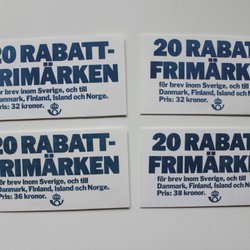 20 RABATT-
FRIMÄRKEN
för brev inom Sverige, och till
Danmark, Finland, Island och Norge.
Pris: 32 kronor.
20 RABATT-
FRIMÄRKEN
för brev inom Sverige, och till
Danmark, Finland, Island och Norge.
Pris: 32 kronor.
20 RABATT-
FRIMÄRKEN
för brev inom Sverige, och till
Danmark, Finland, Island och Norge.
Pris: 36 kronor.
20 RABATT-
FRIMÄRKEN
för brev inom Sverige, och till
Danmark, Finland, Island och Norge.
Pris: 38 kronor.